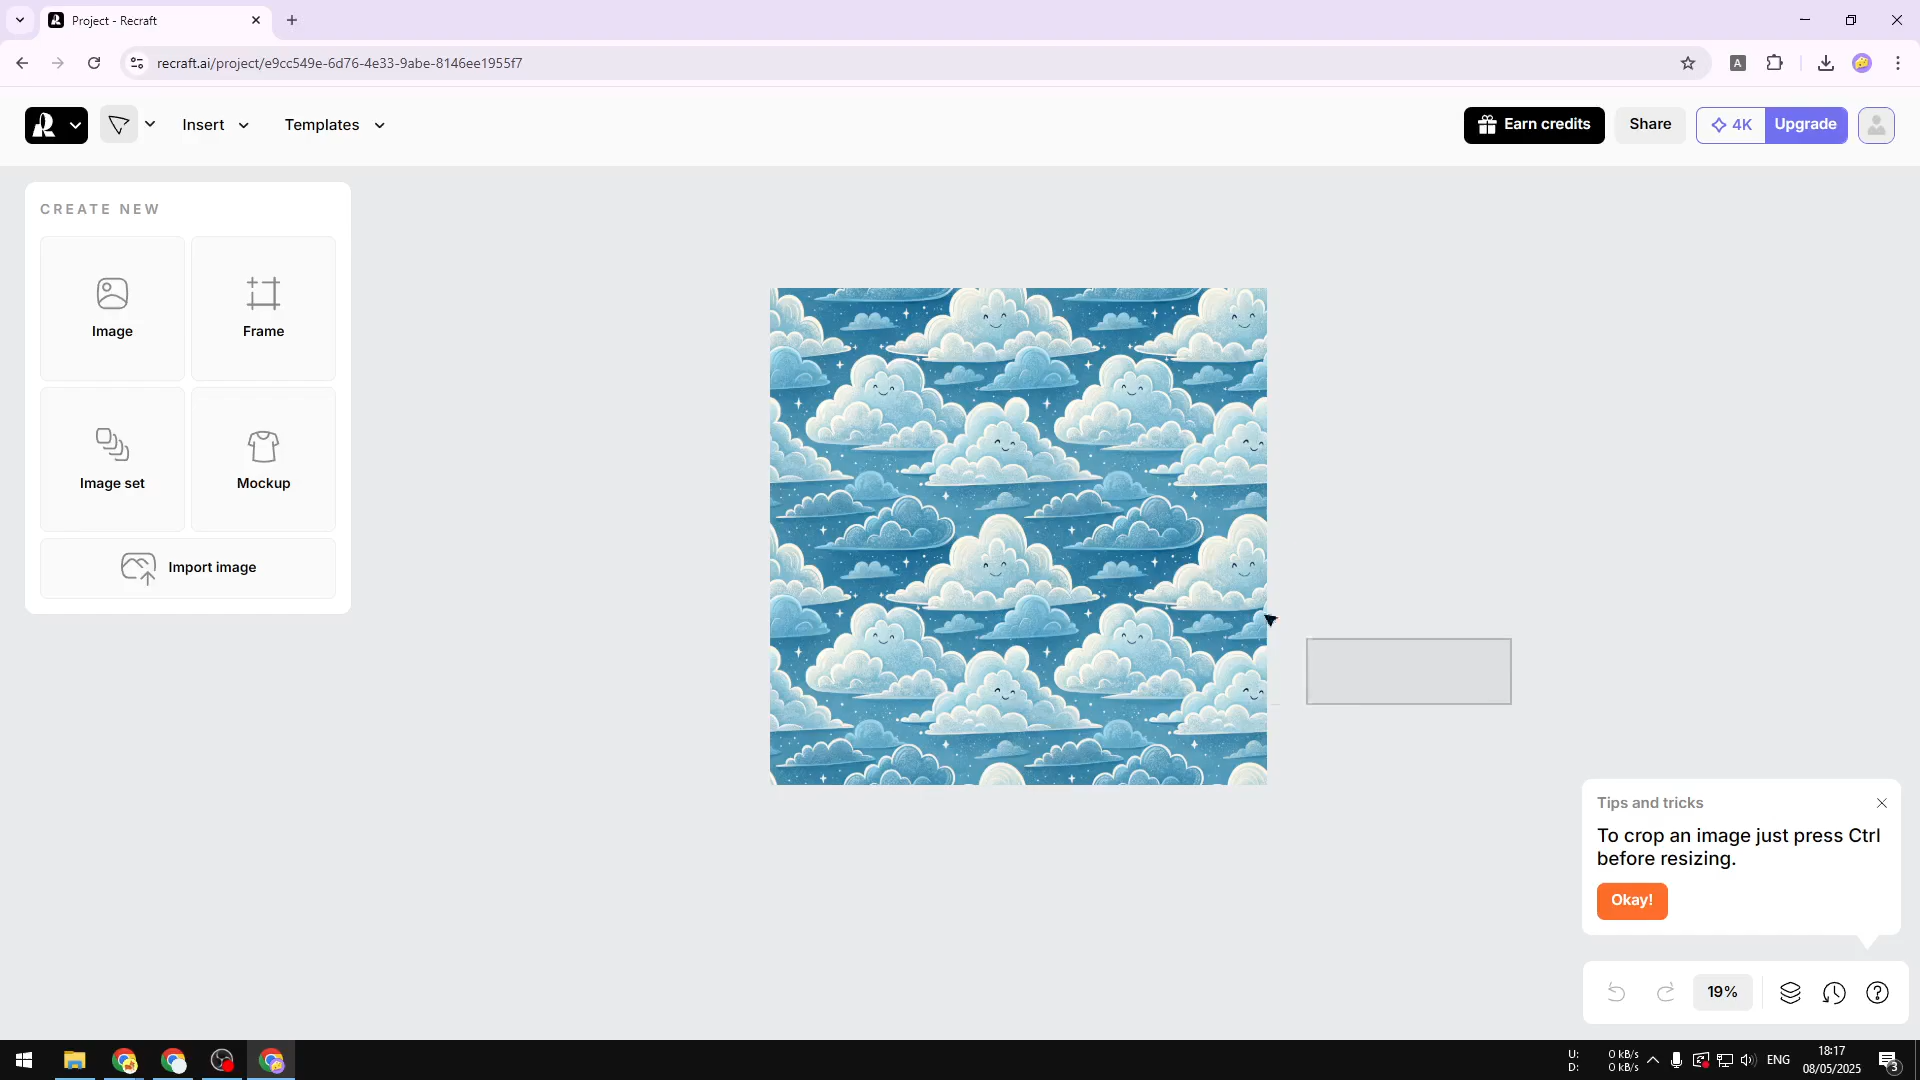 Project - Recraft
recraft.ai/project/e9cc549e-6d76-4e33-9abe-8146ee1955f7
A
Insert
Templates
Earn credits
Share
4K
Upgrade
CREATE NEW
Image
Frame
Image set
Mockup
Import image
Tips and tricks
To crop an image just press Ctrl
before resizing.
Okay!
19%
U: 0 kB/s
D: 0 kB/s
ENG
18:17
08/05/2025
3